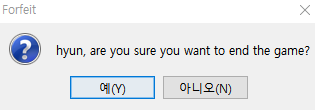 Forfeit
hyun, are you sure you want to end the game?
예(Y)
아니오(N)